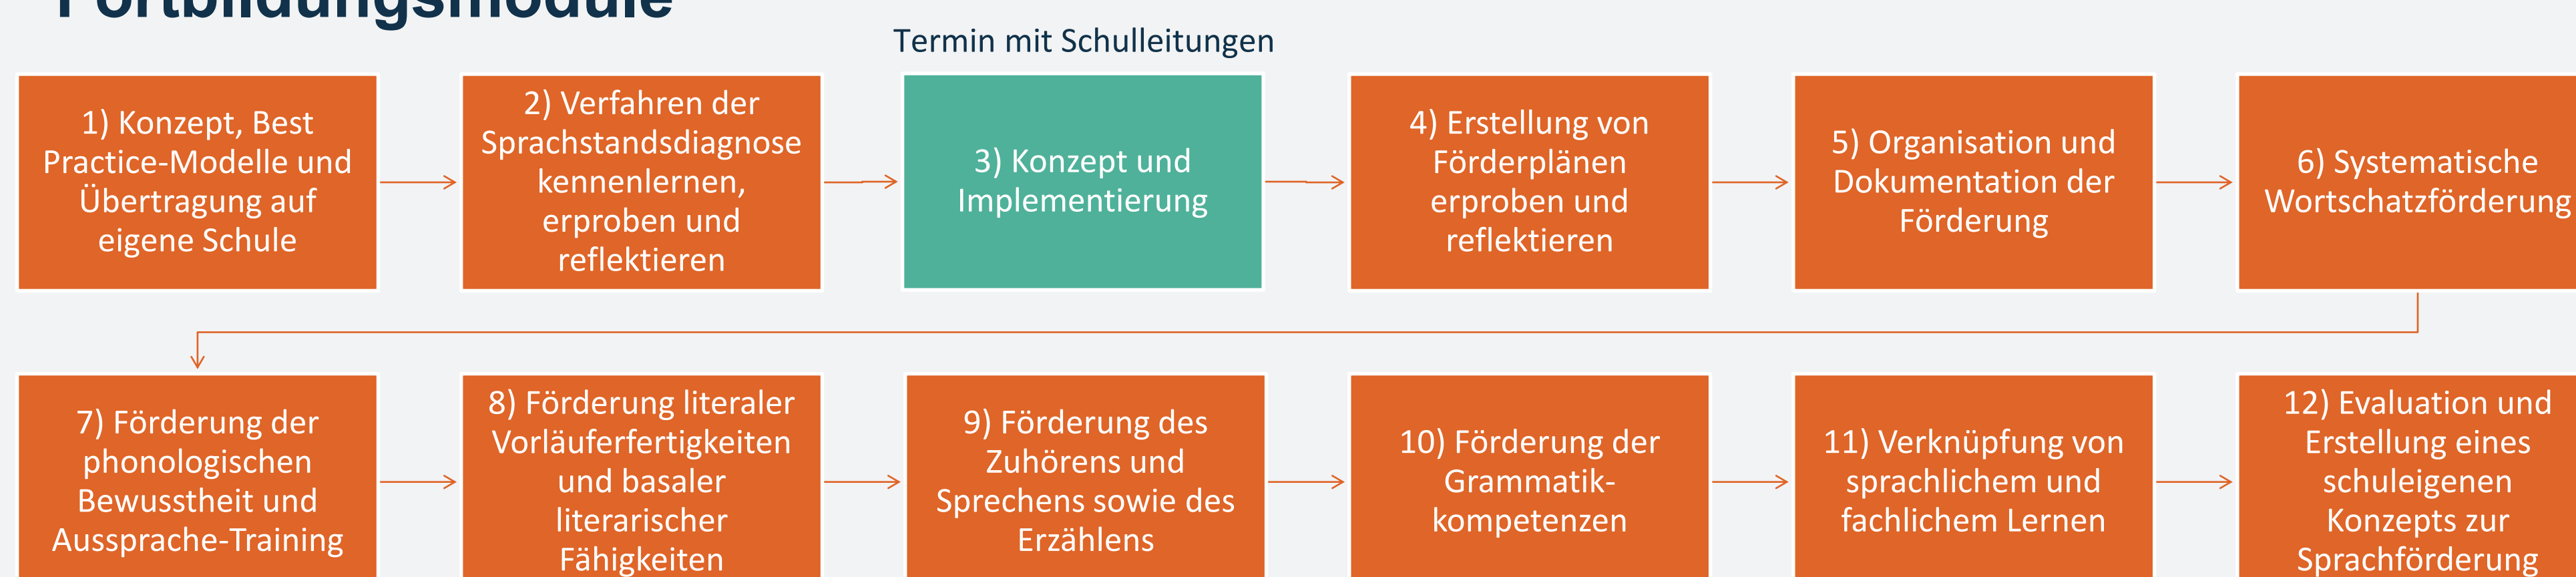 Fortbildungsmodule
Termin mit Schulleitungen
1) Konzept, Best
Practice-Modelle und
Übertragung auf
eigene Schule
2) Verfahren der
Sprachstandsdiagnose
kennenlernen,
erproben und
reflektieren
3) Konzept und
Implementierung
4) Erstellung von
Förderplänen
erproben und
reflektieren
5) Organisation und
Dokumentation der
Förderung
6) Systematische
Wortschatzförderung
7) Förderung der
phonologischen
Bewusstheit und
Aussprache-Training
8) Förderung literaler
Vorläuferfertigkeiten
und basaler
literarischer
Fähigkeiten
9) Förderung des
Zuhörens und
Sprechens sowie des
Erzählens
10) Förderung der
Grammatik-
kompetenzen
11) Verknüpfung von
sprachlichem und
fachlichem Lernen
12) Evaluation und
Erstellung eines
schuleigenen
Konzepts zur
Sprachförderung